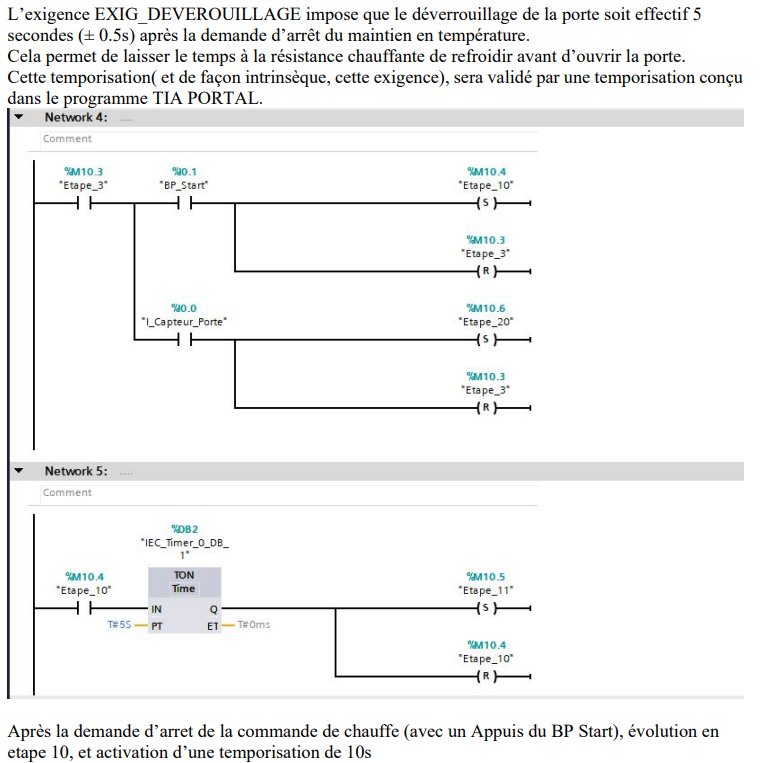 L'exigence EXIG_DEVEROUILLAGE impose que le déverrouillage de la porte soit effectif 5
secondes (± 0.5s) après la demande d'arrêt du maintien en température.
Cela permet de laisser le temps à la résistance chauffante de refroidir avant d'ouvrir la porte.
Cette temporisation( et de façon intrinsèque, cette exigence), sera validé par une temporisation conçu
dans le programme TIA PORTAL.
Network 4: .....
Comment
%M10.3
"Etape_3"
%I0.1
"BP_Start"
%M10.4
"Etape_10"
S
%M10.3
"Etape_3"
R
%I0.0
"I_Capteur_Porte"
%M10.6
"Etape_20"
S
%M10.3
"Etape_3"
R
Network 5: .....
Comment
%DB2
"IEC_Timer_0_DB_
1"
%M10.4
"Etape_10"
TON
Time
IN Q
T#5S PT ET T#0ms
%M10.5
"Etape_11"
S
%M10.4
"Etape_10"
R
Après la demande d'arret de la commande de chauffe (avec un Appuis du BP Start), évolution en
etape 10, et activation d'une temporisation de 10s